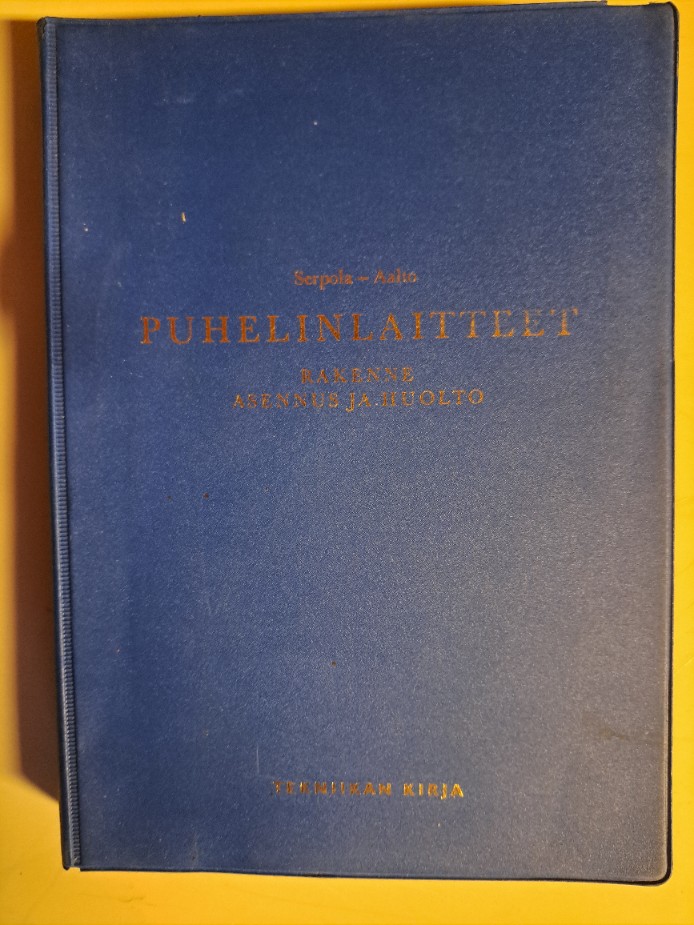 Serpola – Aalto
PUHELINLAITTEET
RAKENNE
ASENNUS JA HUOLTO
TEKNIIKAN KIRJA